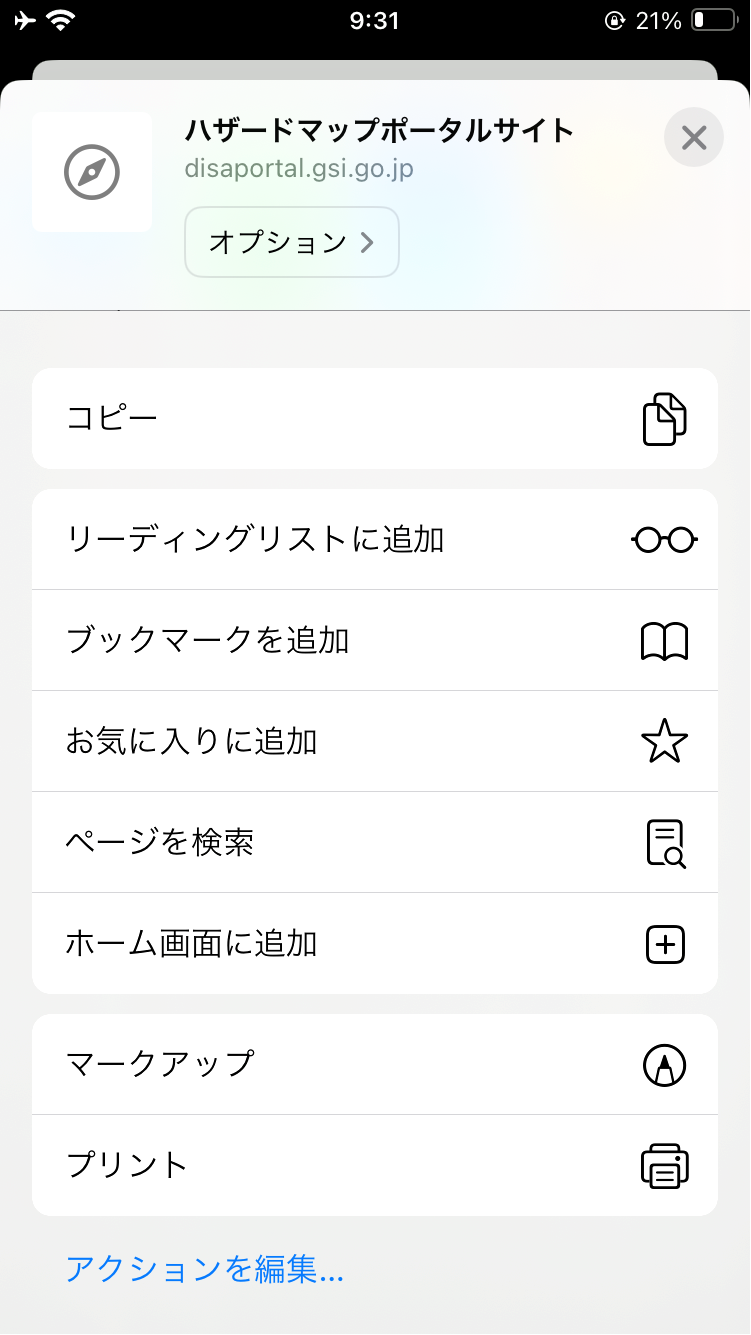 9:31
21%
ハザードマップポータルサイト
disaportal.gsi.go.jp
オプション
コピー
リーディングリストに追加
ブックマークを追加
お気に入りに追加
ページを検索
ホーム画面に追加
マークアップ
プリント
アクションを編集...